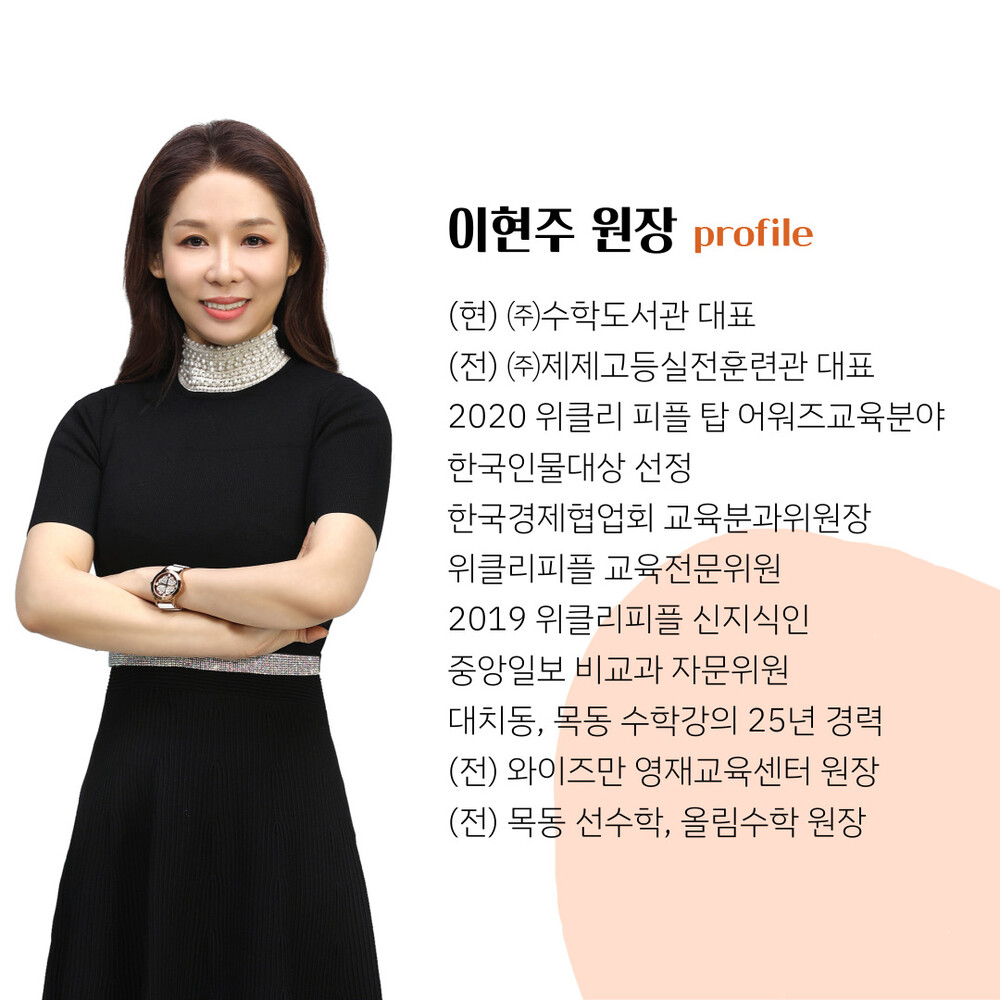 이현주 원장 profile
(현) ㈜수학도서관 대표
(전) ㈜제제고등실전훈련관 대표
2020 위클리 피플 탑 어워즈교육분야
한국인물대상 선정
한국경제협업회 교육분과위원장
위클리피플 교육전문위원
2019 위클리피플 신지식인
중앙일보 비교과 자문위원
대치동, 목동 수학강의 25년 경력
(전) 와이즈만 영재교육센터 원장
(전) 목동 선수학, 올림수학 원장